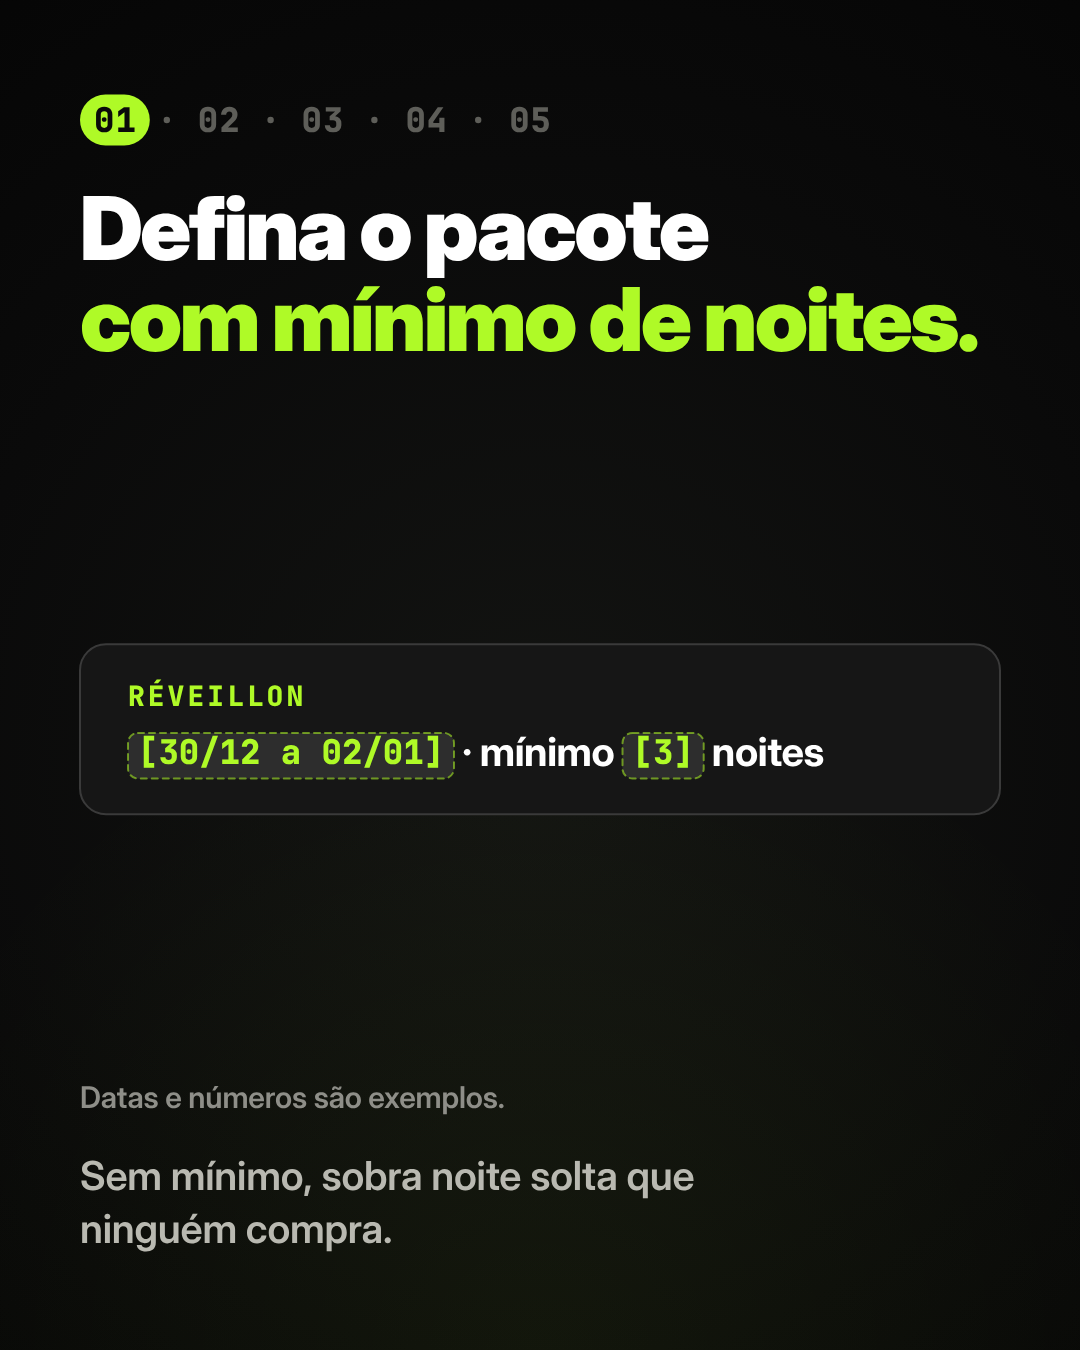 01 · 02 · 03 · 04 · 05
Defina o pacote
com mínimo de noites.
RÉVEILLON
[30/12 a 02/01] · mínimo [3] noites
Datas e números são exemplos.
Sem mínimo, sobra noite solta que
ninguém compra.